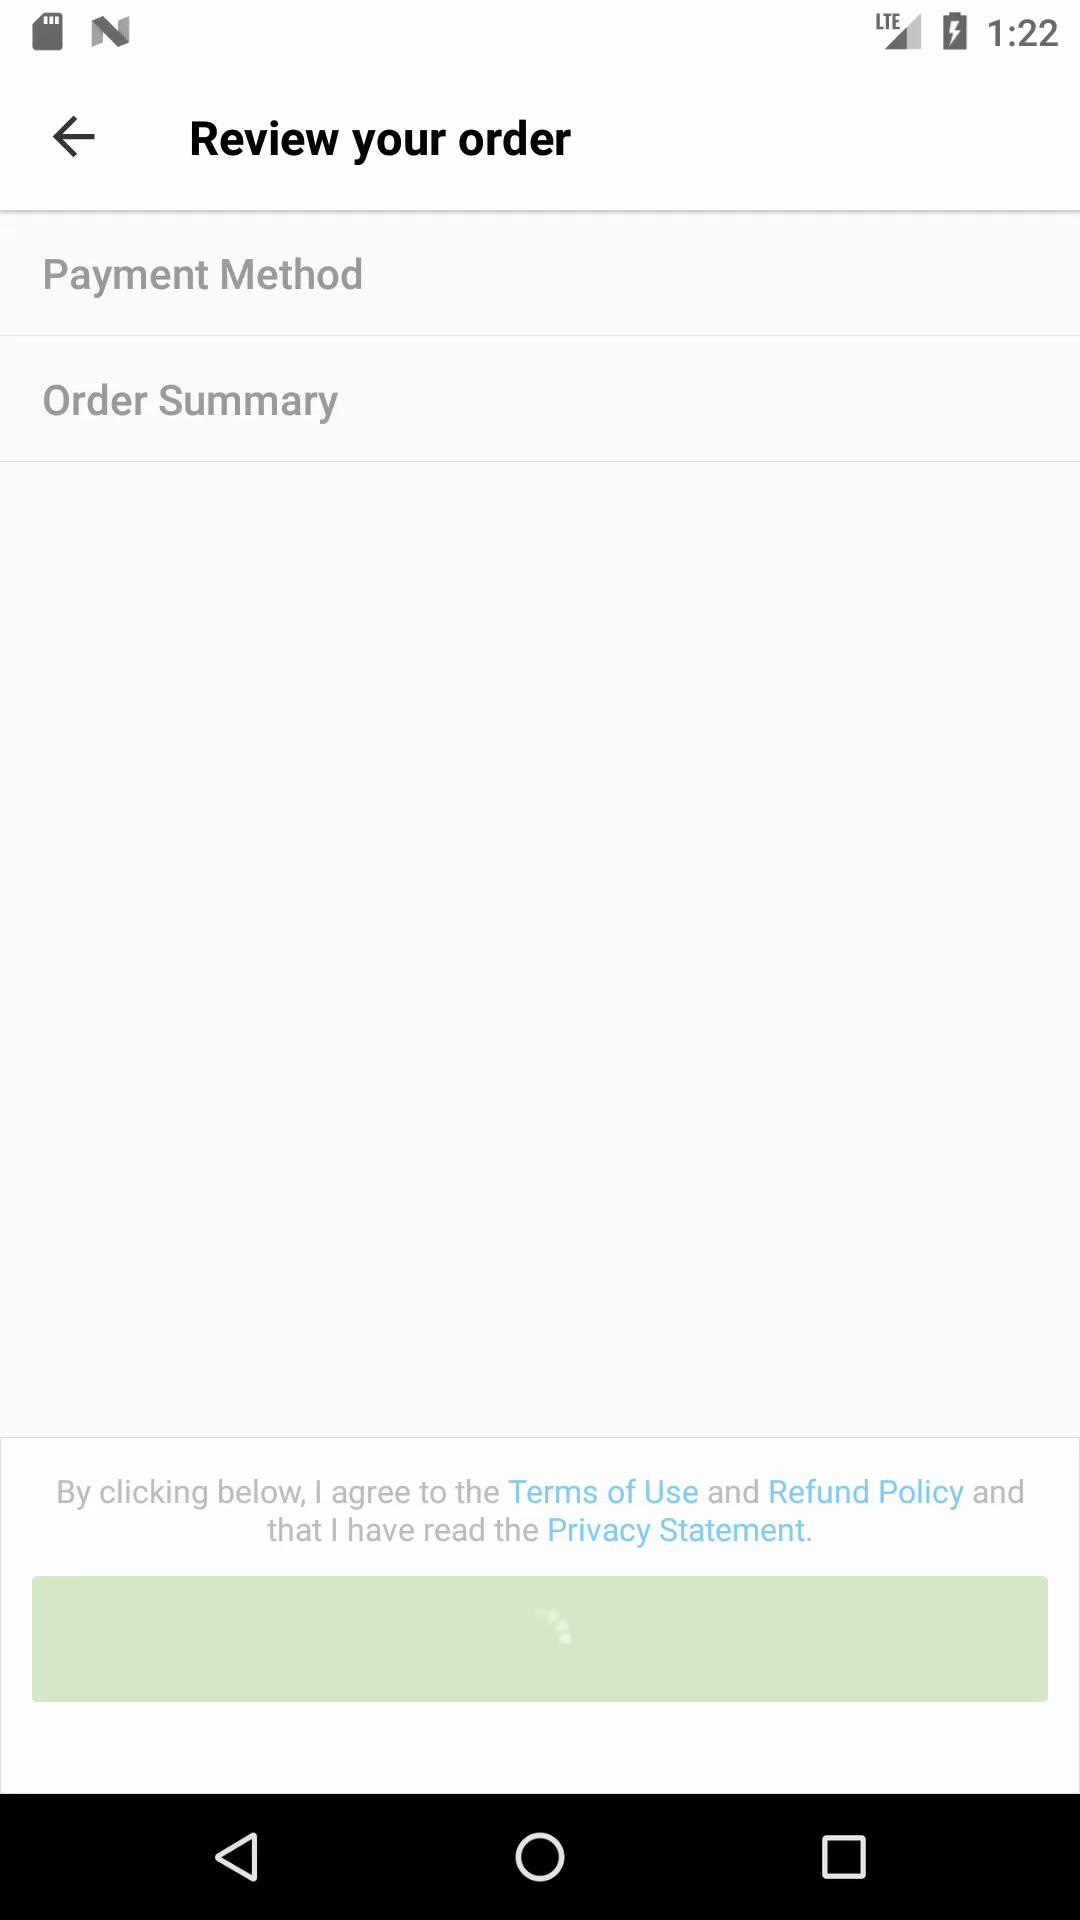 LTE 1:22
Review your order
Payment Method
Order Summary
By clicking below, I agree to the Terms of Use and Refund Policy and
that I have read the Privacy Statement.